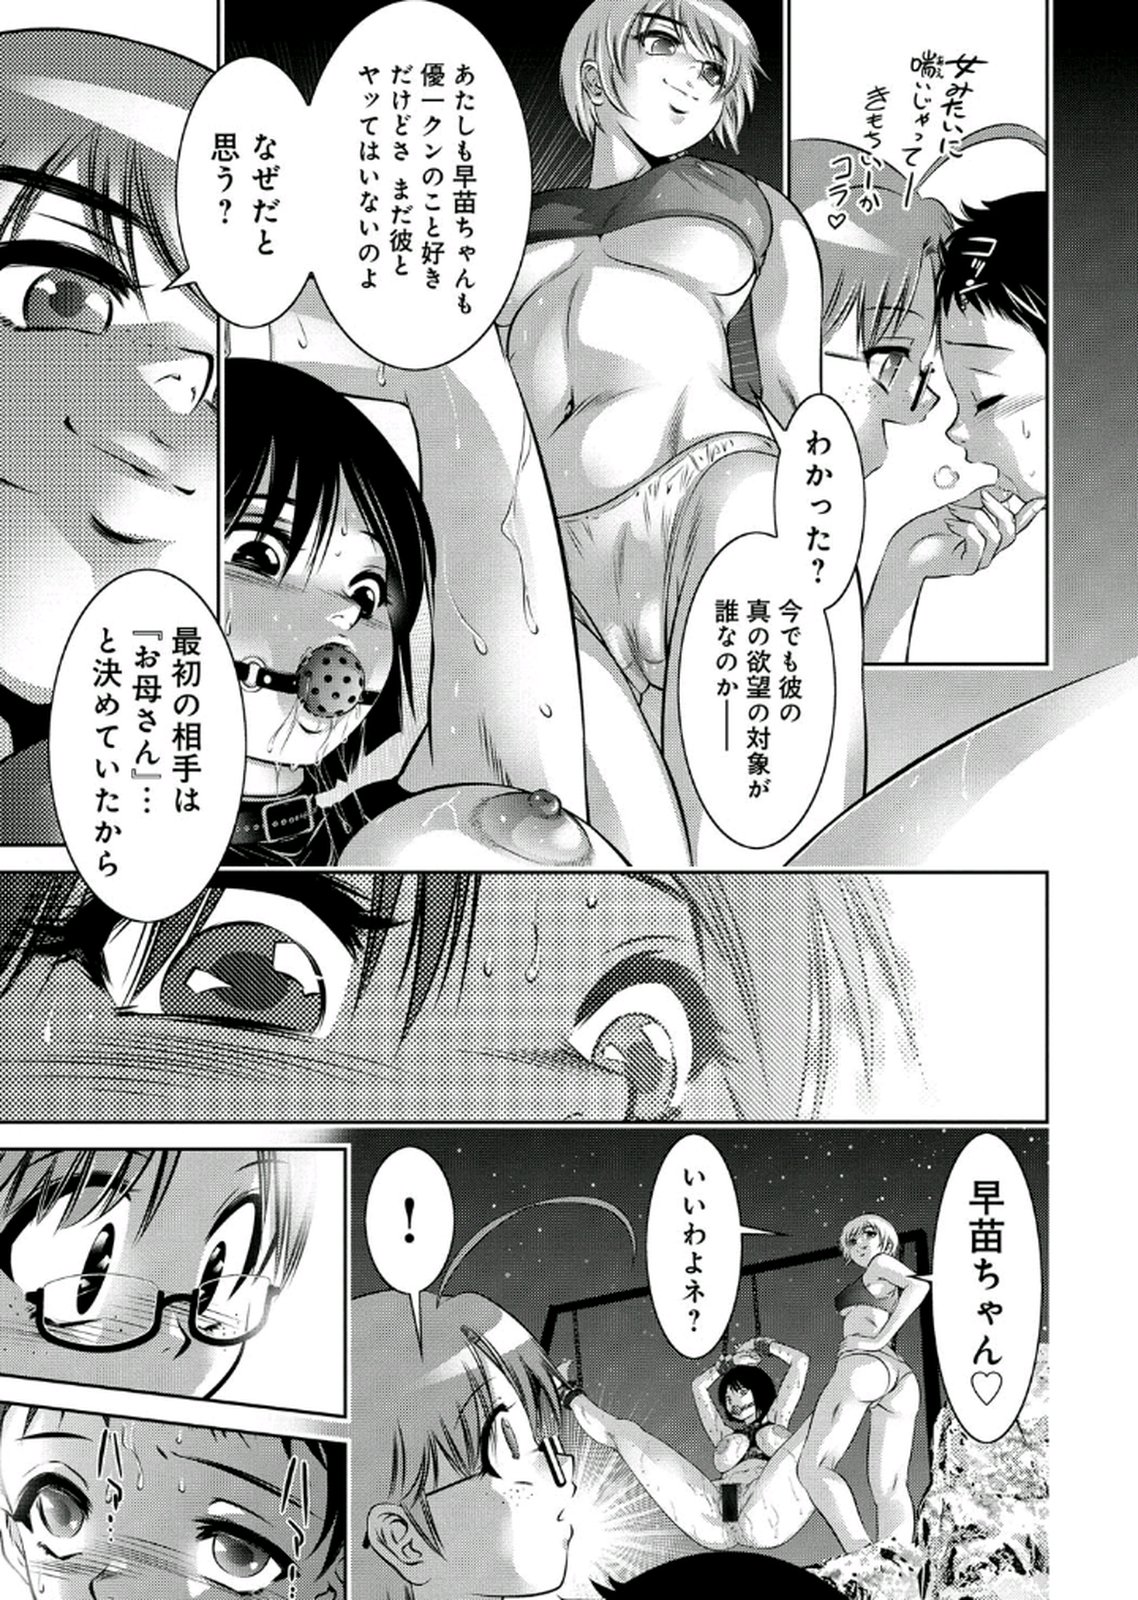 女みたいに
喘いじゃってー
きもちいーか
コラ♡
コッ!
あたしも早苗ちゃんも
優一クンのこと好き
だけどさ まだ彼と
ヤッてはいないのよ
なぜだと
思う?
わかった?
今でも彼の
真の欲望の対象が
誰なのか――
最初の相手は
『お母さん』…
と決めていたから
早苗ちゃん♡
いいわよネ?
!